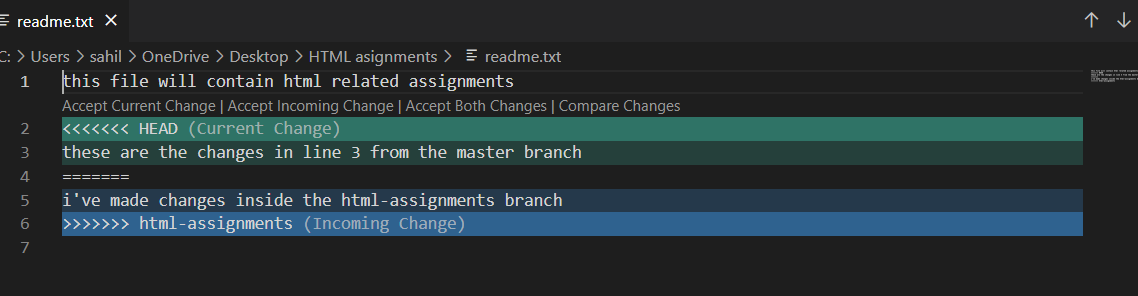 readme.txt
C: > Users > sahil > OneDrive > Desktop > HTML asignments > readme.txt
1 this file will contain html related assignments
Accept Current Change | Accept Incoming Change | Accept Both Changes | Compare Changes
2 <<<<<<< HEAD (Current Change)
3 these are the changes in line 3 from the master branch
4 =======
5 i've made changes inside the html-assignments branch
6 >>>>>>> html-assignments (Incoming Change)
7